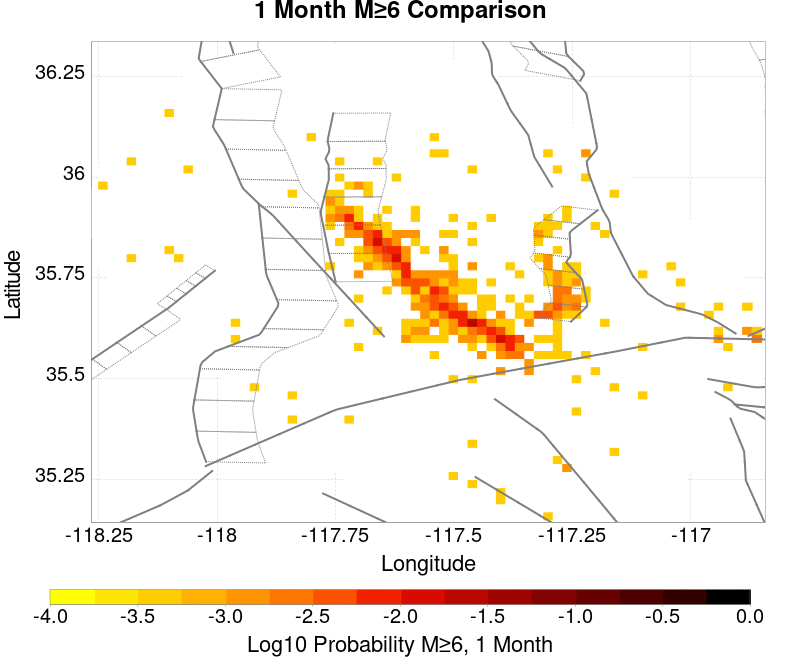 1 Month M≥6 Comparison
36.25
36
35.75
35.5
35.25
Latitude
-118.25 -118 -117.75 -117.5 -117.25 -117
Longitude
-4.0 -3.5 -3.0 -2.5 -2.0 -1.5 -1.0 -0.5 0.0
Log10 Probability M≥6, 1 Month